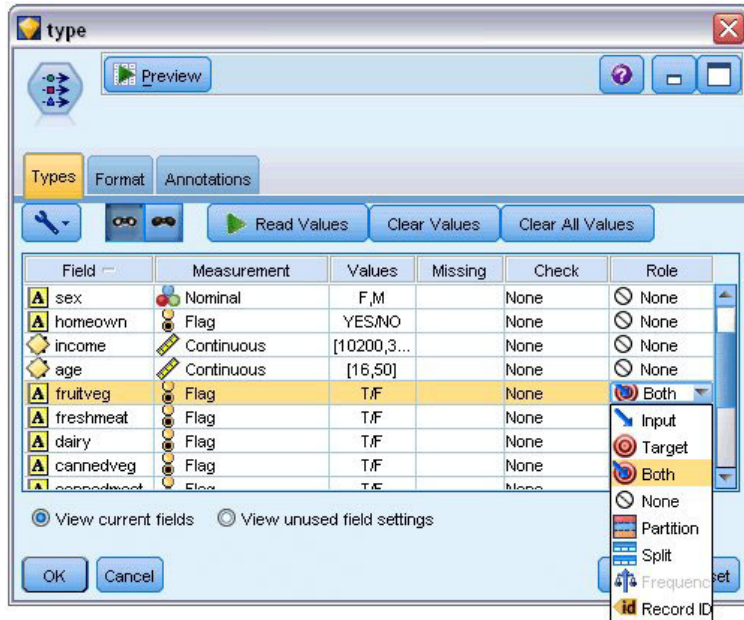 type
Preview
Types Format Annotations
Read Values Clear Values Clear All Values
Field Measurement Values Missing Check Role
A sex Nominal F,M None None
A homeown Flag YES/NO None None
income Continuous [10200,3... None None
age Continuous [16,50] None None
A fruitveg Flag T/F None Both
A freshmeat Flag T/F None
A dairy Flag T/F None
A cannedveg Flag T/F None
Input
Target
Both
None
Partition
Split
Frequenc
id Record ID
View current fields View unused field settings
OK Cancel